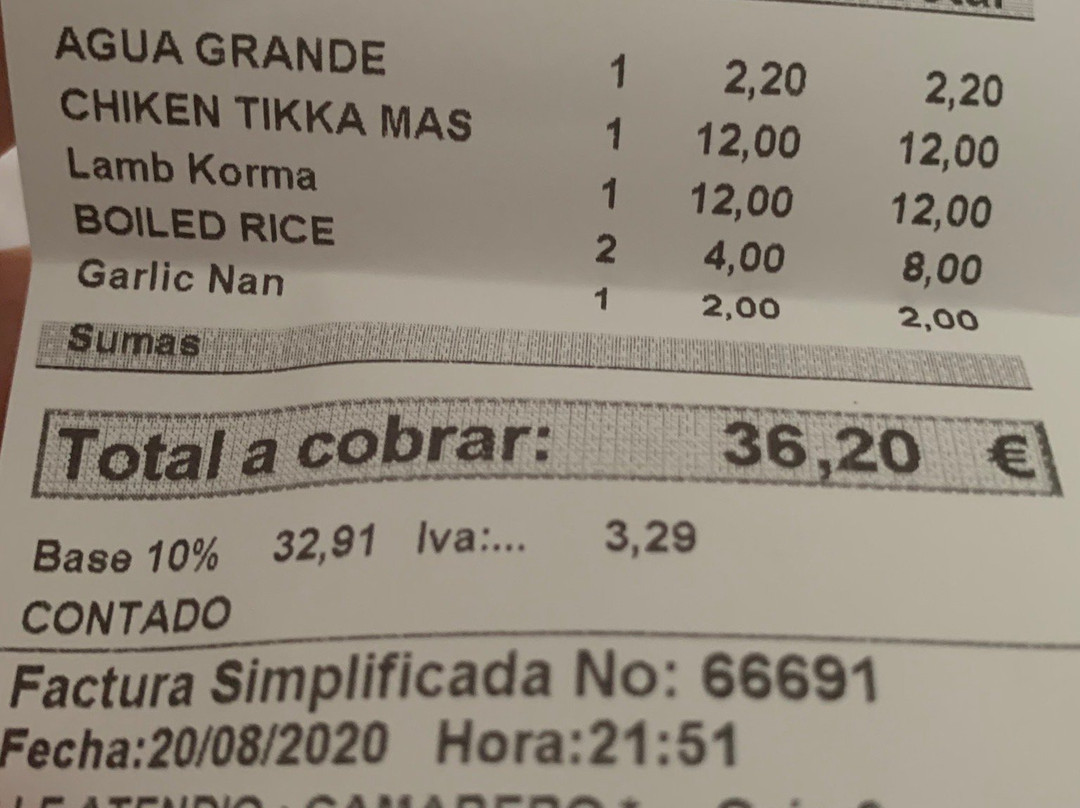 AGUA GRANDE 1 2,20 2,20
CHIKEN TIKKA MAS 1 12,00 12,00
Lamb Korma 1 12,00 12,00
BOILED RICE 2 4,00 8,00
Garlic Nan 1 2,00 2,00
Sumas
Total a cobrar: 36,20 €
Base 10% 32,91 Iva:... 3,29
CONTADO
Factura Simplificada No: 66691
Fecha:20/08/2020 Hora:21:51
LE ATENDIO : CAMARERO *